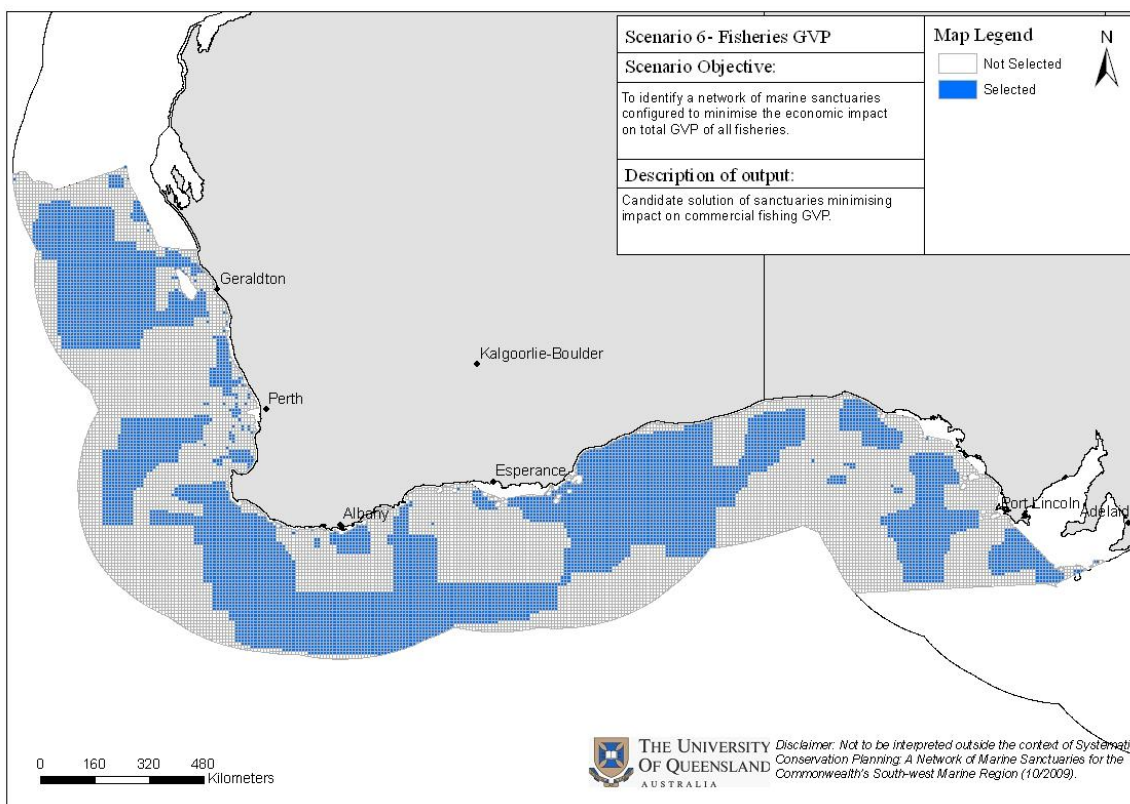 Scenario 6- Fisheries GVP
Scenario Objective:
To identify a network of marine sanctuaries
configured to minimise the economic impact
on total GVP of all fisheries.
Description of output:
Candidate solution of sanctuaries minimising
impact on commercial fishing GVP.
Map Legend
Not Selected
Selected
N
Geraldton
Kalgoorlie-Boulder
Perth
Esperance
Albany
Port Lincoln
Adelaid
0 80 160 320 480
Kilometers
THE UNIVERSITY
OF QUEENSLAND
AUSTRALIA
Disclaimer: Not to be interpreted outside the context of Systemati
Conservation Planning: A Network of Marine Sanctuaries for the
Commonwealth's South-west Marine Region (10/2009).